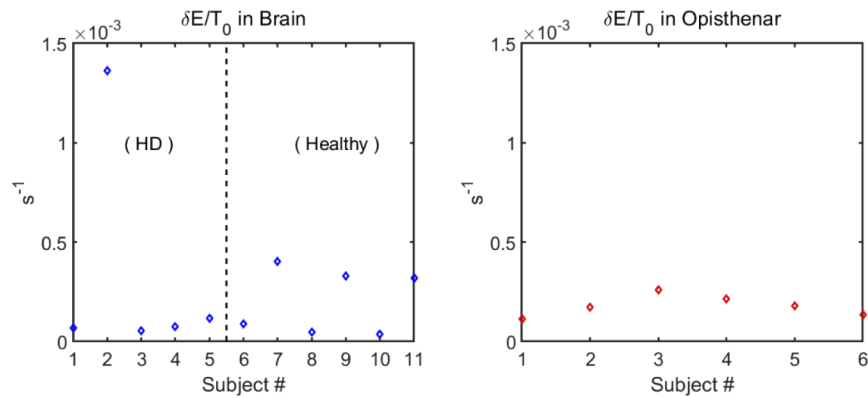 δE/T₀ in Brain
×10⁻³
1.5
1
0.5
0
s⁻¹
( HD )
( Healthy )
1 2 3 4 5 6 7 8 9 10 11
Subject #
δE/T₀ in Opisthenar
×10⁻³
1.5
1
0.5
0
s⁻¹
1 2 3 4 5 6
Subject #